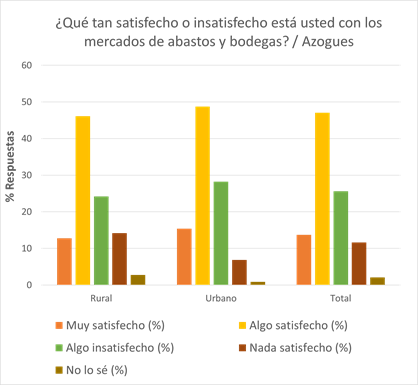 ¿Qué tan satisfecho o insatisfecho está usted con los
mercados de abastos y bodegas? / Azogues
% Respuestas
60
50
40
30
20
10
0
Rural
Urbano
Total
Muy satisfecho (%)
Algo satisfecho (%)
Algo insatisfecho (%)
Nada satisfecho (%)
No lo sé (%)